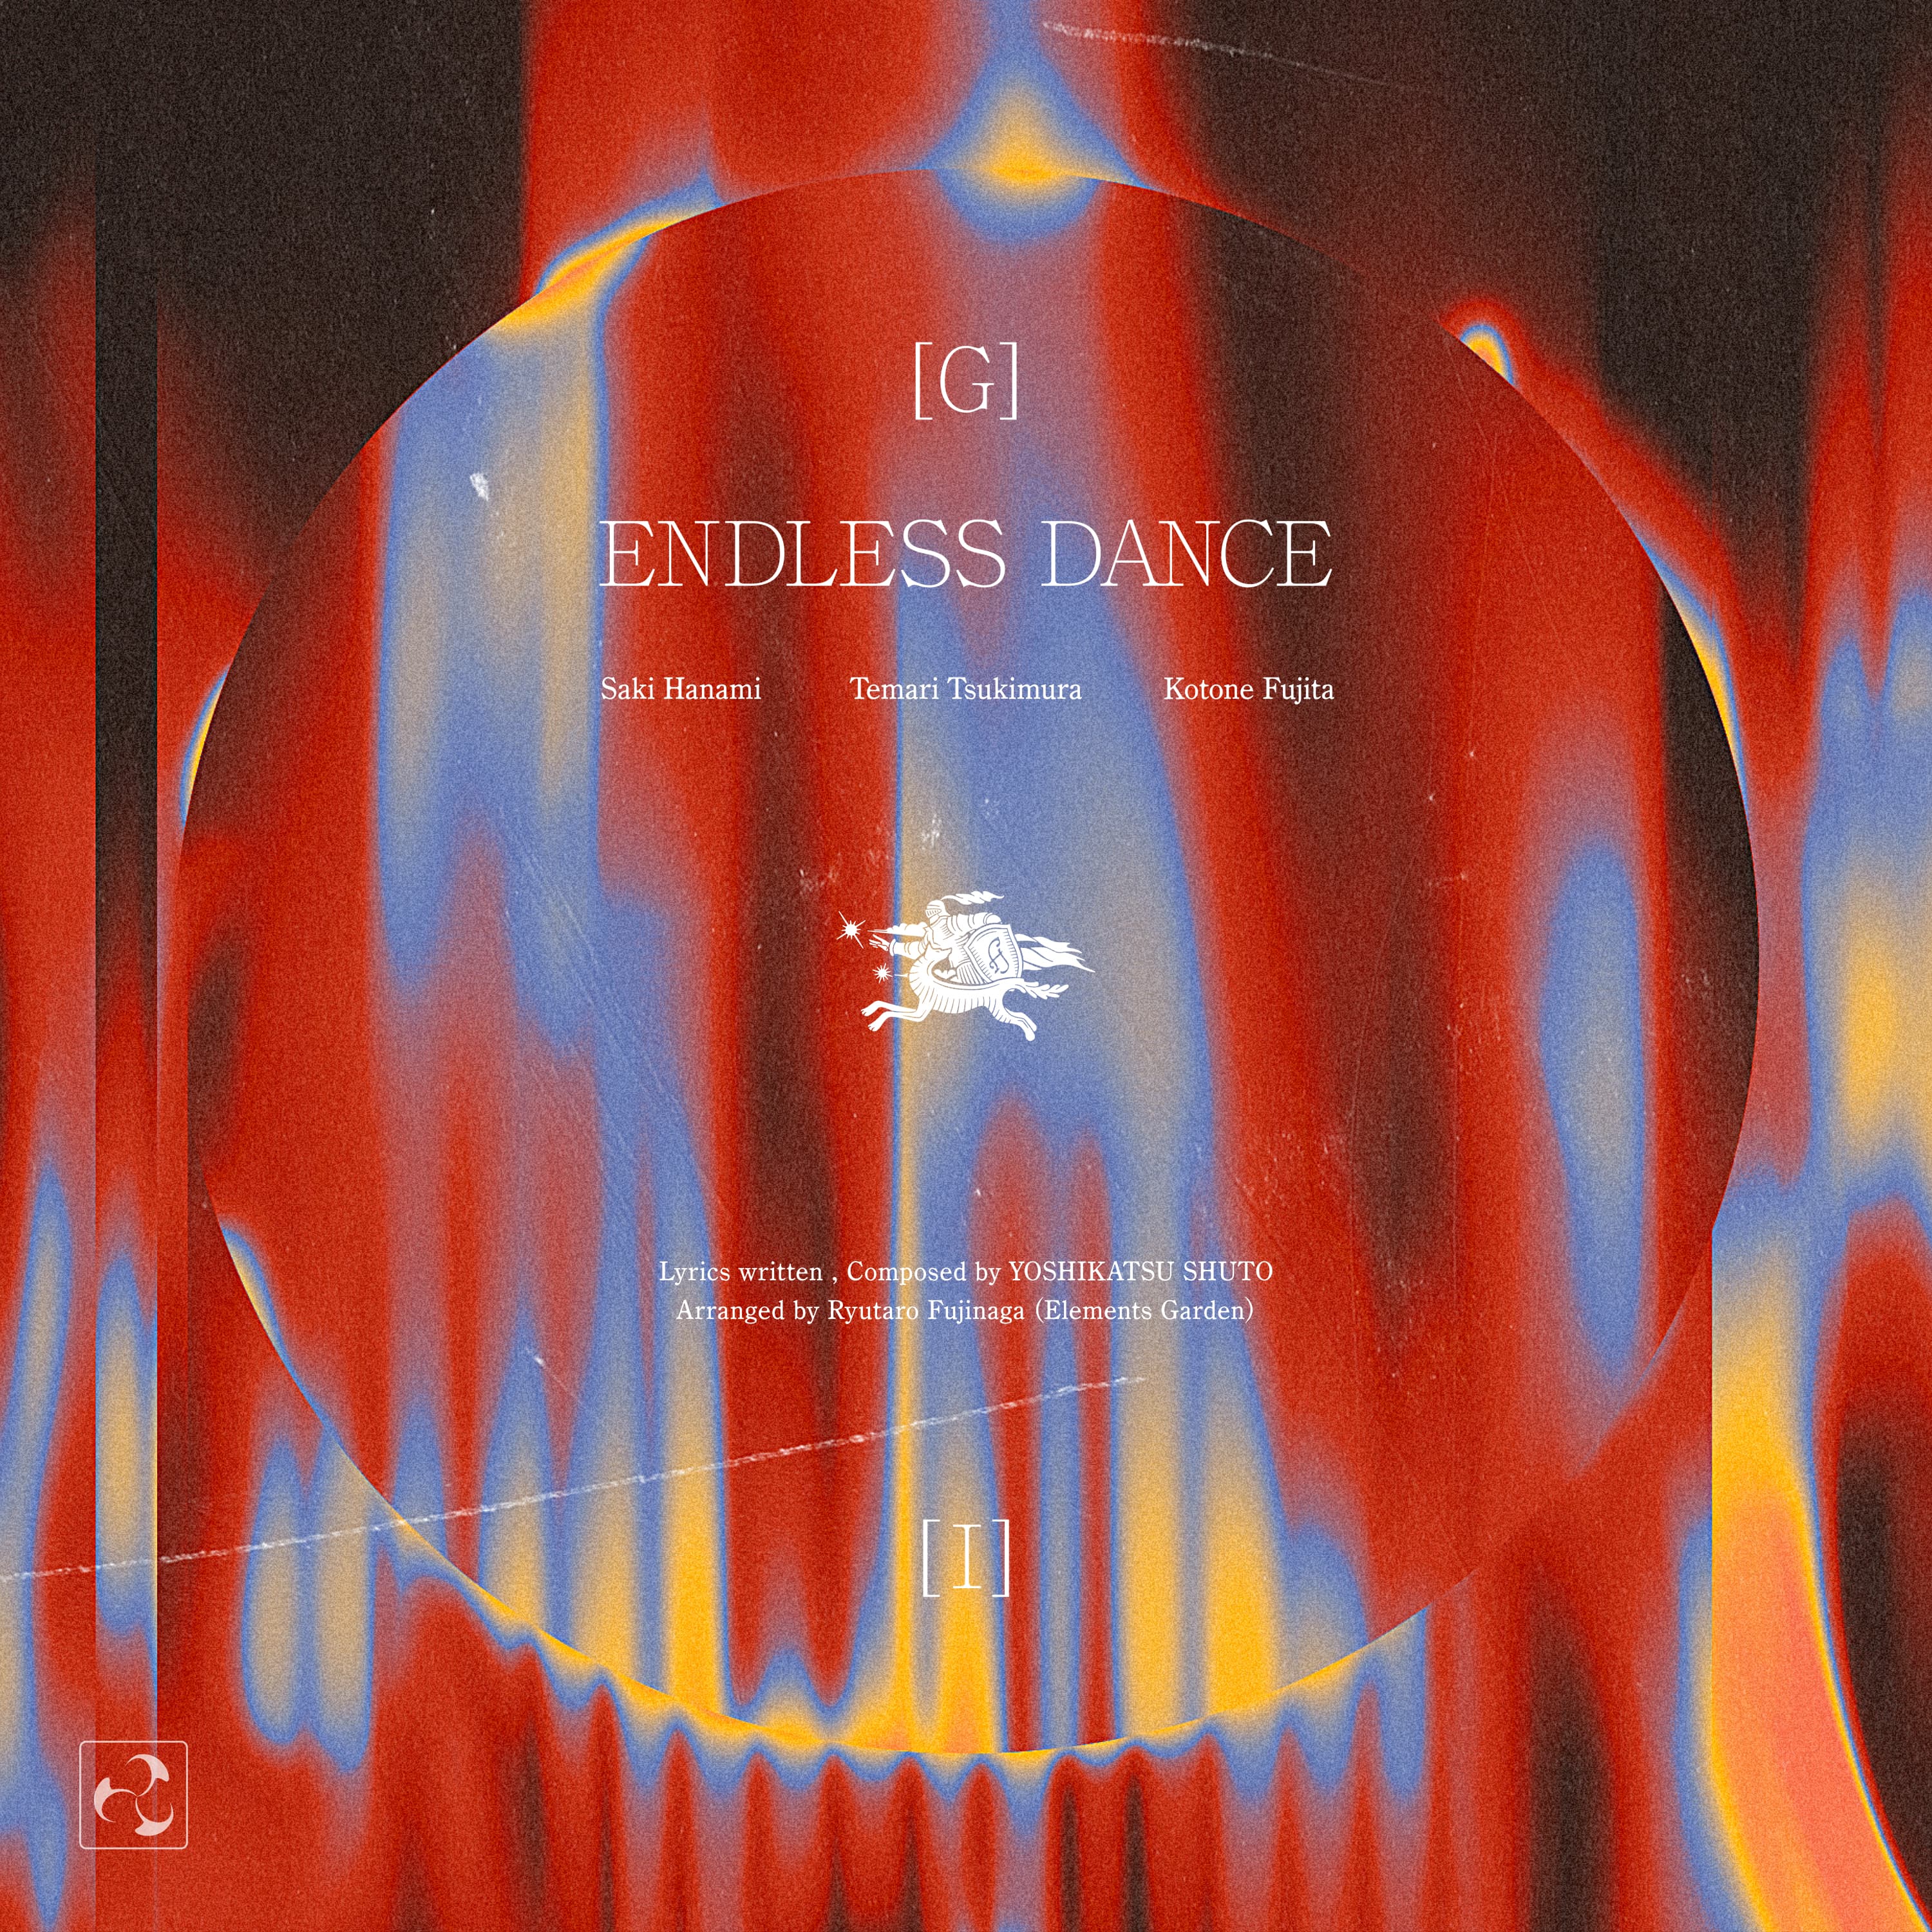 [G]
ENDLESS DANCE
Saki Hanami Temari Tsukimura Kotone Fujita
Lyrics written , Composed by YOSHIKATSU SHUTO
Arranged by Ryutaro Fujinaga (Elements Garden)
[I]